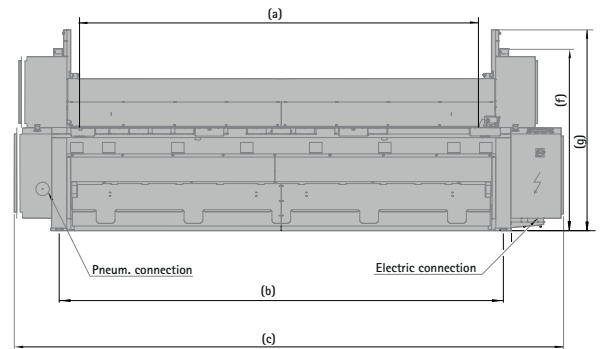 (a)
(f)
(g)
Pneum. connection
Electric connection
(b)
(c)